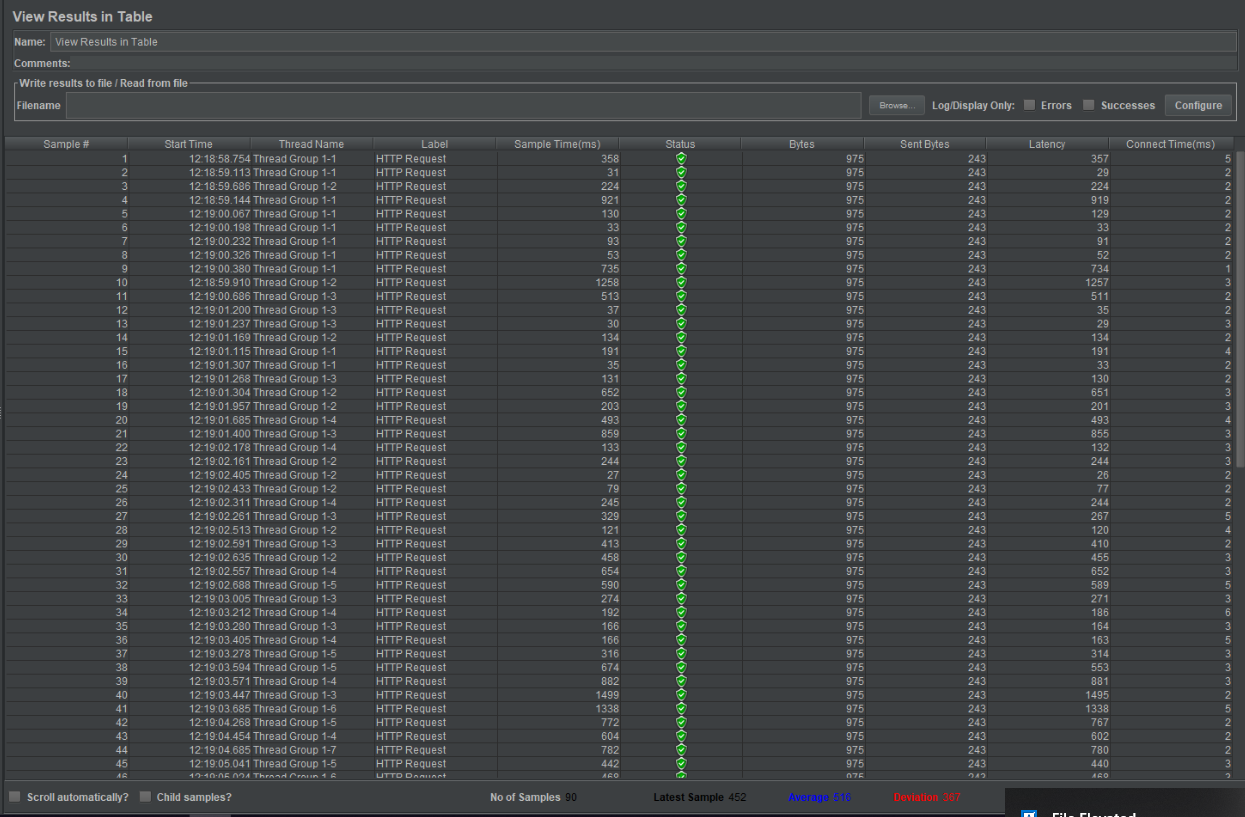 View Results in Table
Name: View Results in Table
Comments:
Write results to file / Read from file
Filename Browse... Log/Display Only: Errors Successes Configure
Sample # Start Time Thread Name Label Sample Time(ms) Status Bytes Sent Bytes Latency Connect Time(ms)
1 12:18:58.754 Thread Group 1-1 HTTP Request 358 975 243 357 5
2 12:18:59.113 Thread Group 1-1 HTTP Request 31 975 243 29 2
3 12:18:59.686 Thread Group 1-2 HTTP Request 224 975 243 224 2
4 12:18:59.144 Thread Group 1-1 HTTP Request 921 975 243 919 2
5 12:19:00.067 Thread Group 1-1 HTTP Request 130 975 243 129 2
6 12:19:00.198 Thread Group 1-1 HTTP Request 33 975 243 33 2
7 12:19:00.232 Thread Group 1-1 HTTP Request 93 975 243 91 2
8 12:19:00.326 Thread Group 1-1 HTTP Request 53 975 243 52 2
9 12:19:00.380 Thread Group 1-1 HTTP Request 735 975 243 734 1
10 12:18:59.910 Thread Group 1-2 HTTP Request 1258 975 243 1257 3
11 12:19:00.686 Thread Group 1-3 HTTP Request 513 975 243 511 2
12 12:19:01.200 Thread Group 1-3 HTTP Request 37 975 243 35 2
13 12:19:01.237 Thread Group 1-3 HTTP Request 30 975 243 29 3
14 12:19:01.169 Thread Group 1-2 HTTP Request 134 975 243 134 2
15 12:19:01.115 Thread Group 1-1 HTTP Request 191 975 243 191 4
16 12:19:01.307 Thread Group 1-1 HTTP Request 35 975 243 33 2
17 12:19:01.268 Thread Group 1-3 HTTP Request 131 975 243 130 2
18 12:19:01.304 Thread Group 1-2 HTTP Request 652 975 243 651 3
19 12:19:01.957 Thread Group 1-2 HTTP Request 203 975 243 201 3
20 12:19:01.685 Thread Group 1-4 HTTP Request 493 975 243 493 4
21 12:19:01.400 Thread Group 1-3 HTTP Request 859 975 243 855 3
22 12:19:02.178 Thread Group 1-4 HTTP Request 133 975 243 132 3
23 12:19:02.161 Thread Group 1-2 HTTP Request 244 975 243 244 3
24 12:19:02.405 Thread Group 1-2 HTTP Request 27 975 243 26 2
25 12:19:02.433 Thread Group 1-2 HTTP Request 79 975 243 77 2
26 12:19:02.311 Thread Group 1-4 HTTP Request 245 975 243 244 2
27 12:19:02.261 Thread Group 1-3 HTTP Request 329 975 243 267 5
28 12:19:02.513 Thread Group 1-2 HTTP Request 121 975 243 120 4
29 12:19:02.591 Thread Group 1-3 HTTP Request 413 975 243 410 2
30 12:19:02.635 Thread Group 1-2 HTTP Request 458 975 243 455 3
31 12:19:02.557 Thread Group 1-4 HTTP Request 654 975 243 652 3
32 12:19:02.688 Thread Group 1-5 HTTP Request 590 975 243 589 5
33 12:19:03.005 Thread Group 1-3 HTTP Request 274 975 243 271 3
34 12:19:03.212 Thread Group 1-4 HTTP Request 192 975 243 186 6
35 12:19:03.280 Thread Group 1-3 HTTP Request 166 975 243 164 3
36 12:19:03.405 Thread Group 1-4 HTTP Request 166 975 243 163 5
37 12:19:03.278 Thread Group 1-5 HTTP Request 316 975 243 314 3
38 12:19:03.594 Thread Group 1-5 HTTP Request 674 975 243 553 3
39 12:19:03.571 Thread Group 1-4 HTTP Request 882 975 243 881 3
40 12:19:03.447 Thread Group 1-3 HTTP Request 1499 975 243 1495 2
41 12:19:03.685 Thread Group 1-6 HTTP Request 1338 975 243 1338 5
42 12:19:04.268 Thread Group 1-5 HTTP Request 772 975 243 767 2
43 12:19:04.454 Thread Group 1-4 HTTP Request 604 975 243 602 2
44 12:19:04.685 Thread Group 1-7 HTTP Request 782 975 243 780 2
45 12:19:05.041 Thread Group 1-5 HTTP Request 442 975 243 440 3
46 12:19:05.024 Thread Group 1-6 HTTP Request 468 975 243 468
Scroll automatically? Child samples? No of Samples 90 Latest Sample 452 Average 516 Deviation 367
File Elevated